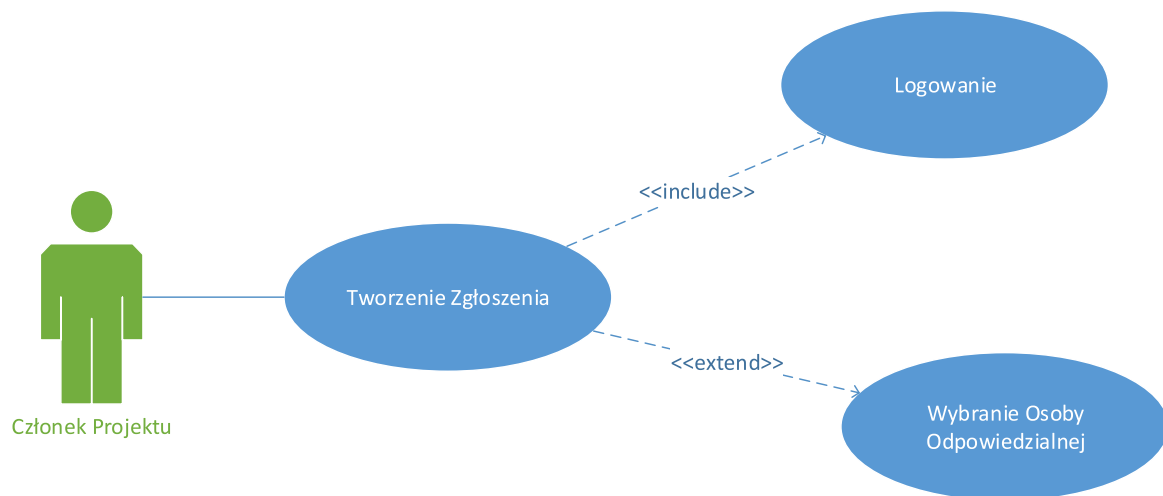 Logowanie
<<include>>
Tworzenie Zgłoszenia
<<extend>>
Wybranie Osoby
Odpowiedzialnej
Członek Projektu